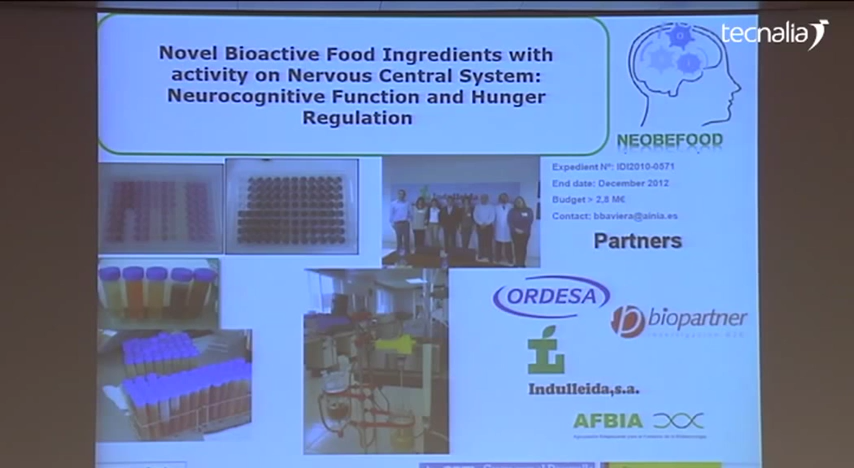 tecnalia
Novel Bioactive Food Ingredients with
activity on Nervous Central System:
Neurocognitive Function and Hunger
Regulation
NEOBEFOOD
Expedient Nº: IDI2010-0571
End date: December 2012
Budget > 2,8 M€
Contact: bbaviera@ainia.es
Partners
ORDESA
biopartner
Indulleida,s.a.
AFBIA